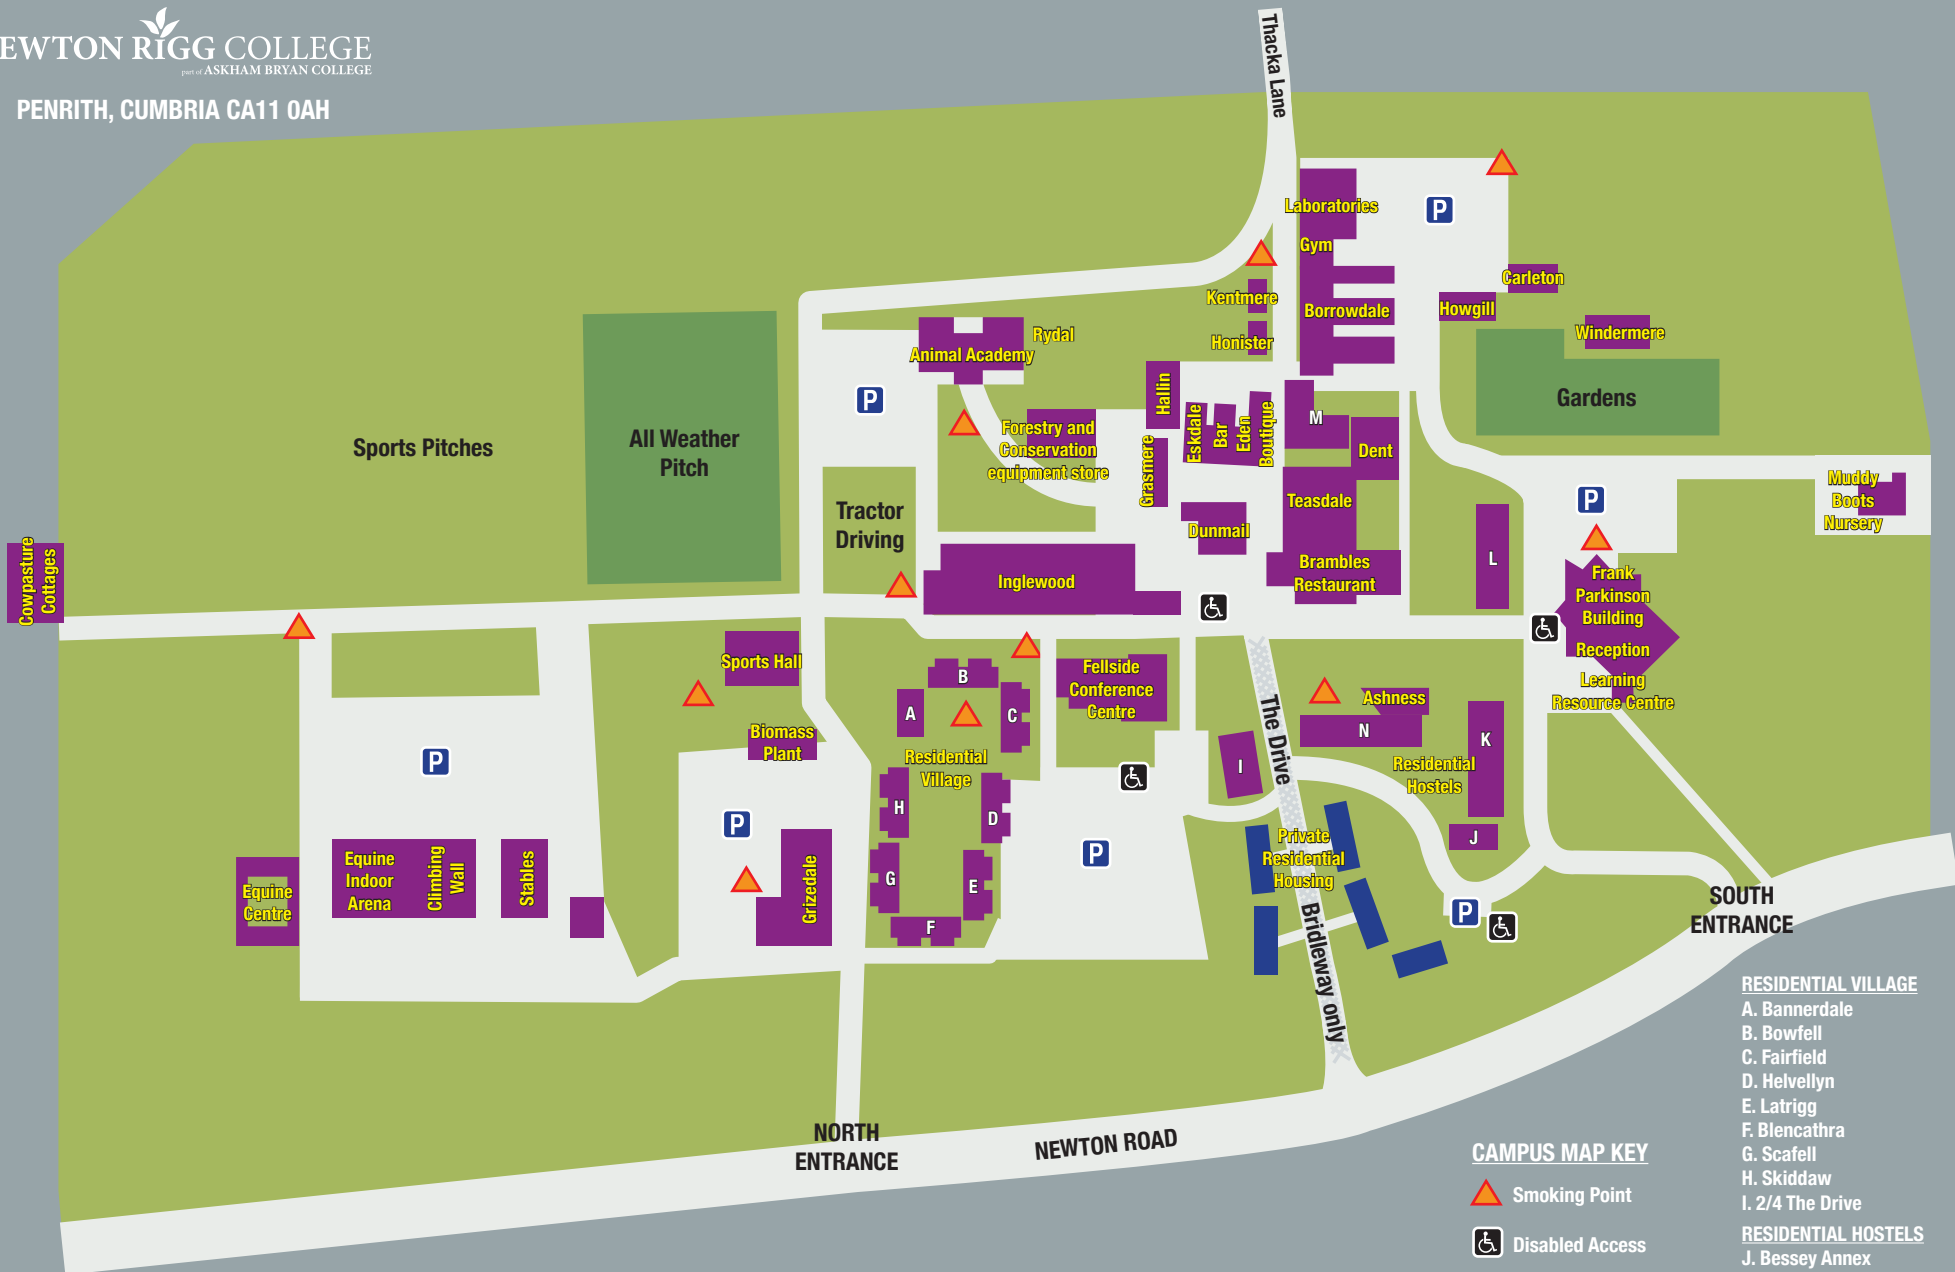 EWTON RIGG COLLEGE
part of ASKHAM BRYAN COLLEGE
PENRITH, CUMBRIA CA11 0AH
Thacka Lane
Laboratories
Gym
P
Carleton
Kentmere
Borrowdale
Howgill
Honister
Windermere
Rydal
Animal Academy
P
Hallin
Gardens
Sports Pitches
All Weather
Pitch
Forestry and
Conservation
equipment store
Grasmere
Eskdale
Bar
Eden
Boutique
M
Dent
Tractor
Driving
Teasdale
Dunmail
P
Muddy
Boots
Nursery
Cowpasture
Cottages
Inglewood
Brambles
Restaurant
L
Frank
Parkinson
Building
Reception
Learning
Resource Centre
Sports Hall
B
A
C
Fellside
Conference
Centre
The Drive
Ashness
N
K
Biomass
Plant
Residential
Village
I
Residential
Hostels
P
P
H
D
J
Private
Residential
Housing
P
Equine
Indoor
Arena
Climbing
Wall
Stables
Equine
Centre
Grizedale
G
E
F
P
Bridleway only
SOUTH
ENTRANCE
NORTH
ENTRANCE
NEWTON ROAD
CAMPUS MAP KEY
Smoking Point
Disabled Access
RESIDENTIAL VILLAGE
A. Bannerdale
B. Bowfell
C. Fairfield
D. Helvellyn
E. Latrigg
F. Blencathra
G. Scafell
H. Skiddaw
I. 2/4 The Drive
RESIDENTIAL HOSTELS
J. Bessey Annex